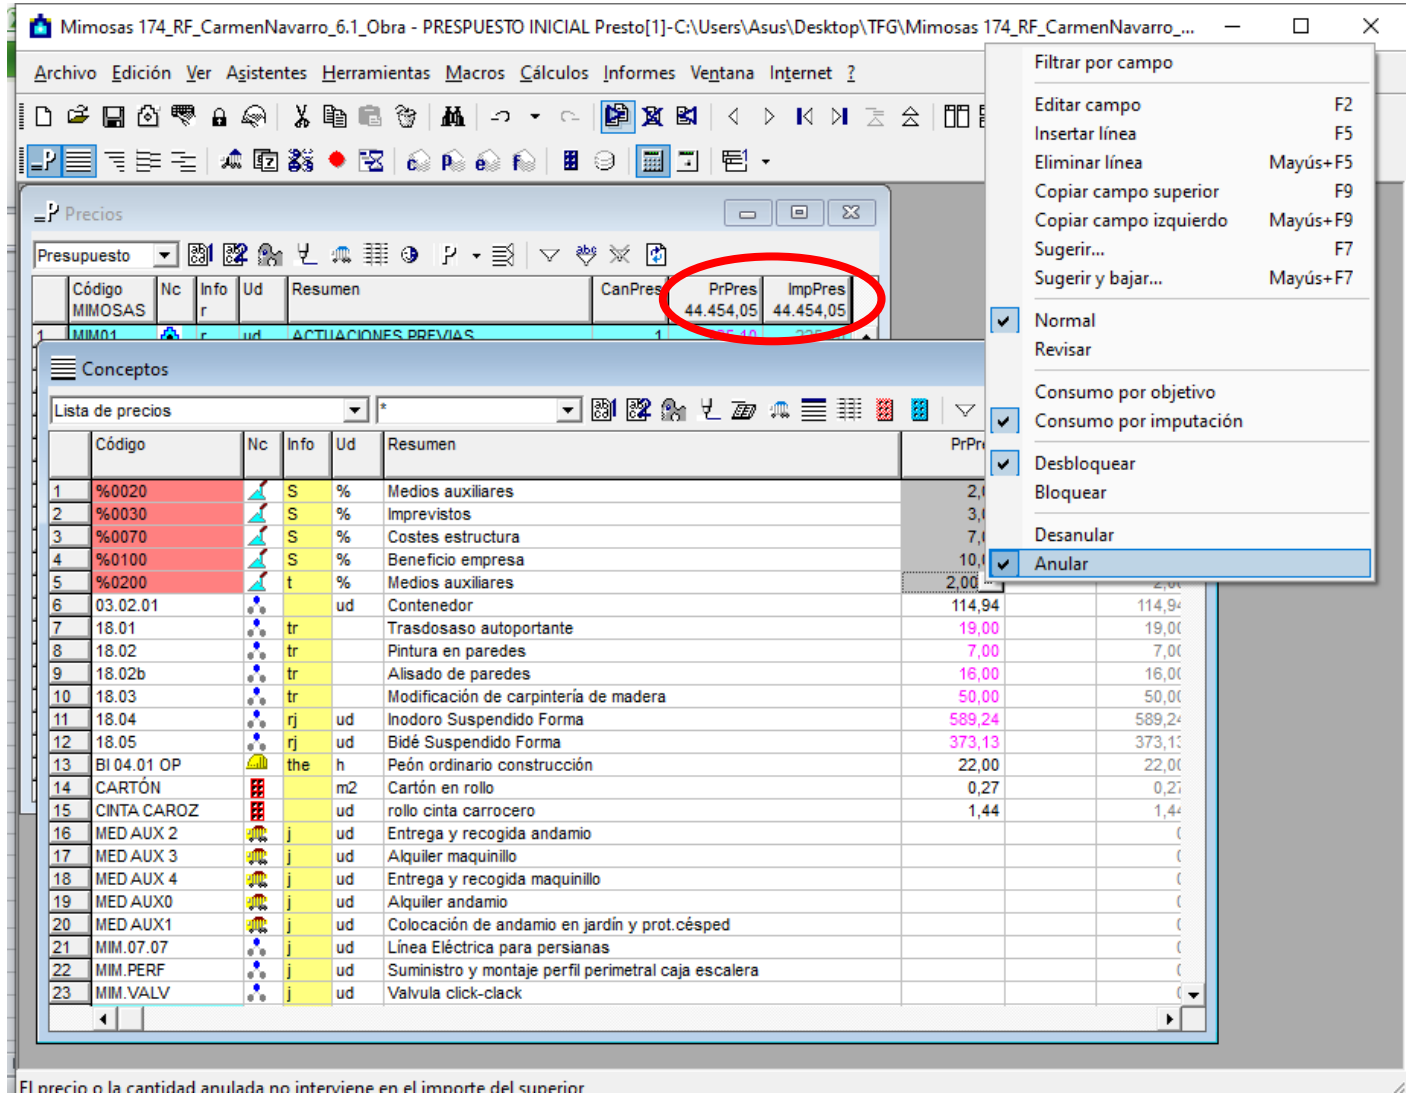 Mimosas 174_RF_CarmenNavarro_6.1_Obra - PRESPUESTO INICIAL Presto[1]-C:\Users\Asus\Desktop\TFG\Mimosas 174_RF_CarmenNavarro_...
Archivo Edición Ver Asistentes Herramientas Macros Cálculos Informes Ventana Internet ?
Filtrar por campo
Editar campo F2
Insertar línea F5
Eliminar línea Mayús+F5
Copiar campo superior F9
Copiar campo izquierdo Mayús+F9
Sugerir... F7
Sugerir y bajar... Mayús+F7
Normal
Revisar
Consumo por objetivo
Consumo por imputación
Desbloquear
Bloquear
Desanular
Anular
Precios
Presupuesto
Código Nc Info Ud Resumen CanPres PrPres ImpPres
MIMOSAS r 44.454,05 44.454,05
1 MIM01 r ud ACTUACIONES PREVIAS 1
Conceptos
Lista de precios *
Código Nc Info Ud Resumen
1 %0020 S % Medios auxiliares
2 %0030 S % Imprevistos
3 %0070 S % Costes estructura
4 %0100 S % Beneficio empresa
5 %0200 t % Medios auxiliares 2,00
6 03.02.01 ud Contenedor 114,94 114,94
7 18.01 tr Trasdosaso autoportante 19,00 19,00
8 18.02 tr Pintura en paredes 7,00 7,00
9 18.02b tr Alisado de paredes 16,00 16,00
10 18.03 tr Modificación de carpintería de madera 50,00 50,00
11 18.04 rj ud Inodoro Suspendido Forma 589,24 589,24
12 18.05 rj ud Bidé Suspendido Forma 373,13 373,13
13 BI 04.01 OP the h Peón ordinario construcción 22,00 22,00
14 CARTÓN m2 Cartón en rollo 0,27 0,27
15 CINTA CAROZ ud rollo cinta carrocero 1,44 1,44
16 MED AUX 2 j ud Entrega y recogida andamio
17 MED AUX 3 j ud Alquiler maquinillo
18 MED AUX 4 j ud Entrega y recogida maquinillo
19 MED AUX0 j ud Alquiler andamio
20 MED AUX1 j ud Colocación de andamio en jardín y prot.césped
21 MIM.07.07 j ud Línea Eléctrica para persianas
22 MIM.PERF j ud Suministro y montaje perfil perimetral caja escalera
23 MIM.VALV j ud Valvula click-clack
El precio o la cantidad anulada no interviene en el importe del superior